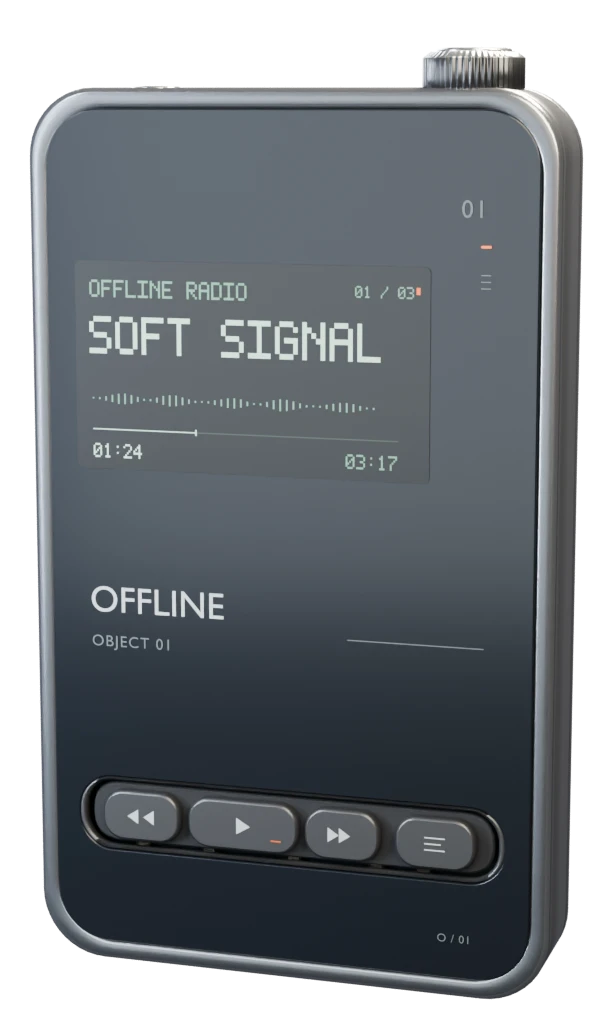 01
OFFLINE RADIO 01 / 03
SOFT SIGNAL
01:24 03:17
OFFLINE
OBJECT 01
O / 01